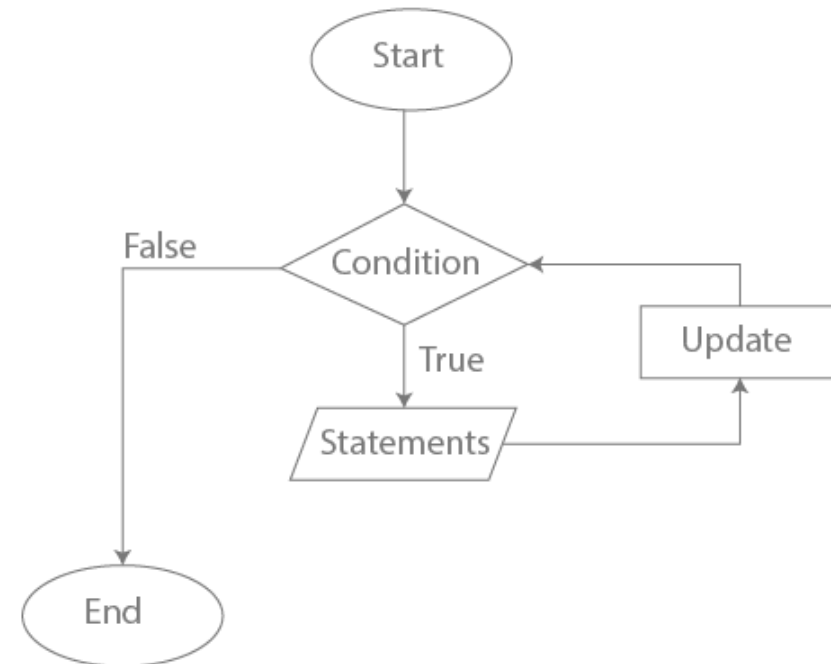 Start
False
Condition
Update
True
Statements
End